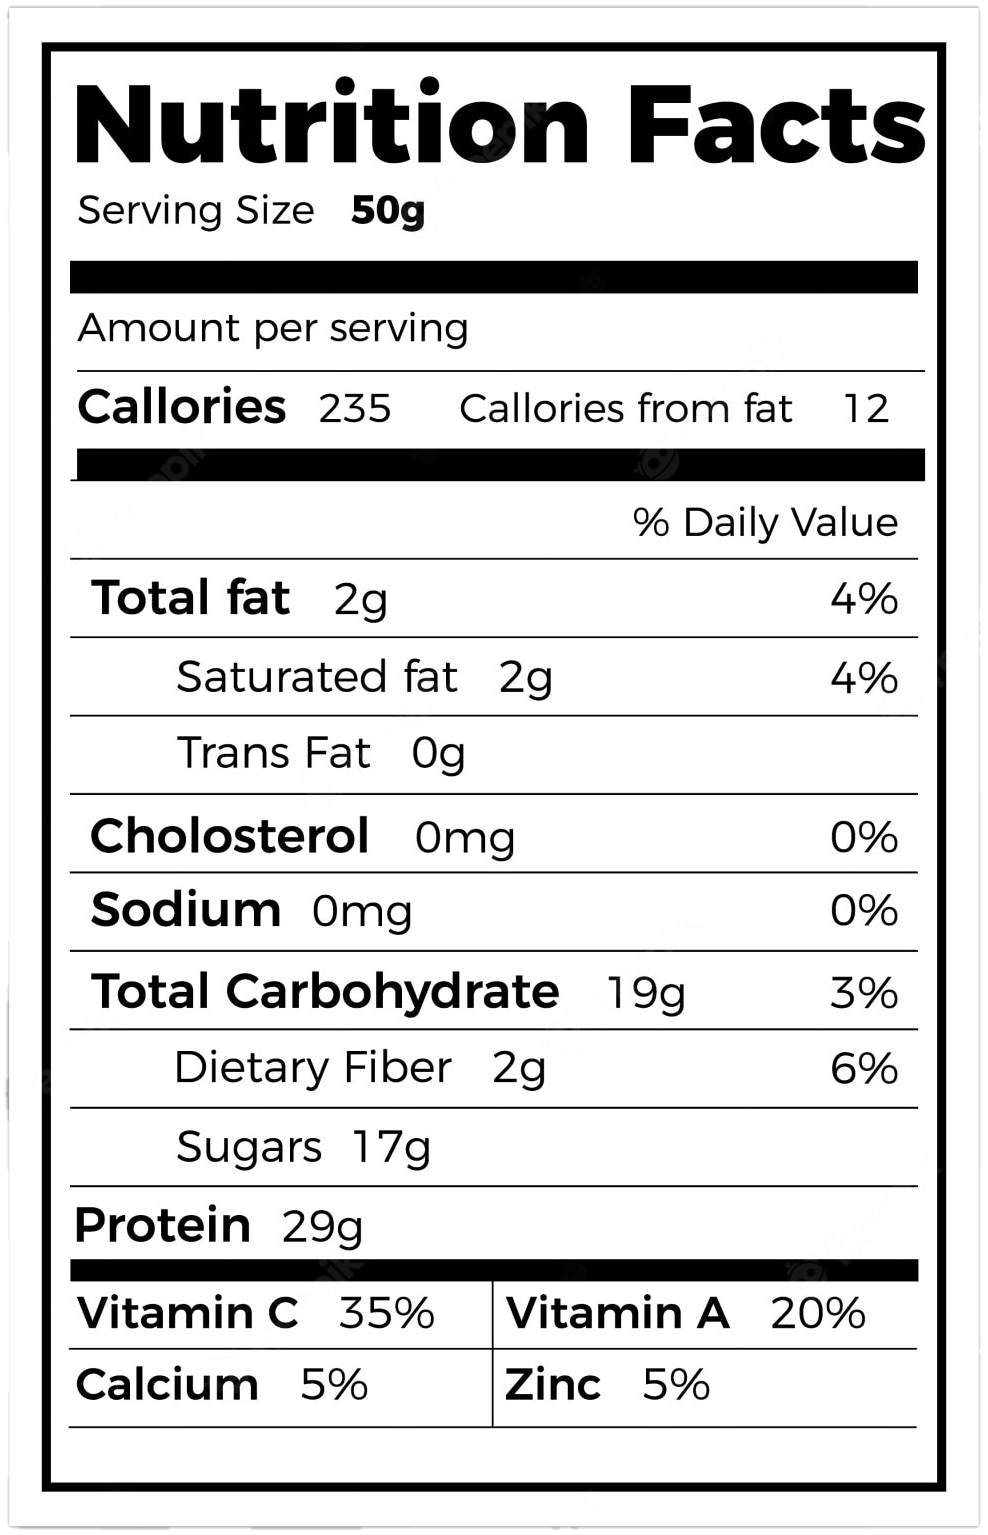 Nutrition Facts
Serving Size 50g
Amount per serving
Callories 235 Callories from fat 12
% Daily Value
Total fat 2g 4%
Saturated fat 2g 4%
Trans Fat 0g
Cholosterol 0mg 0%
Sodium 0mg 0%
Total Carbohydrate 19g 3%
Dietary Fiber 2g 6%
Sugars 17g
Protein 29g
Vitamin C 35% Vitamin A 20%
Calcium 5% Zinc 5%